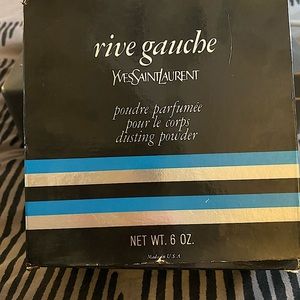 rive gauche
YVESSAINTLAURENT
poudre parfumée
pour le corps
dusting powder
NET WT. 6 OZ.
Made in U.S.A